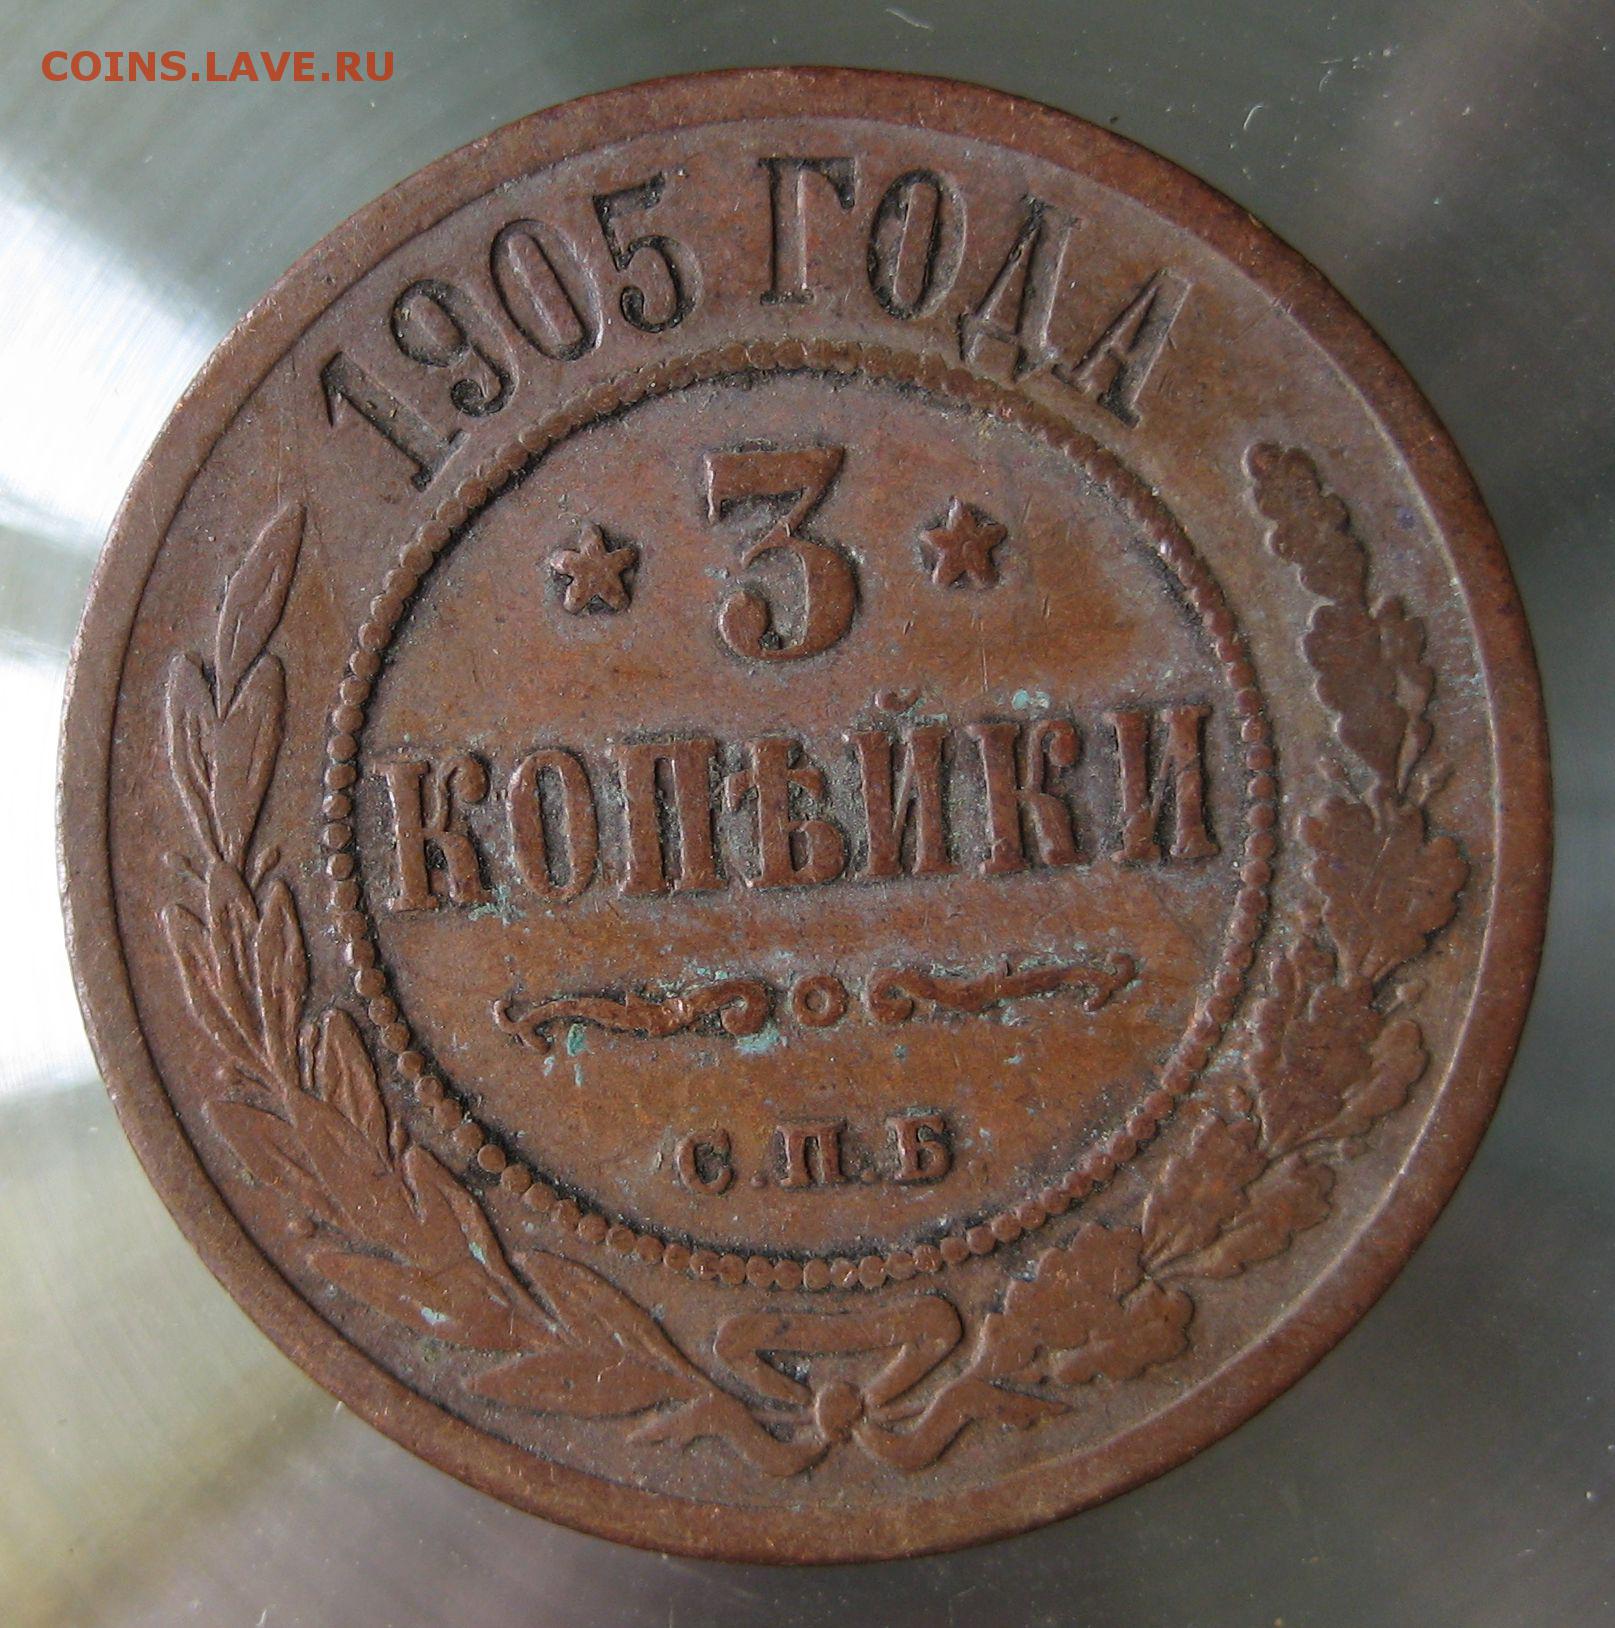 COINS.LAVE.RU
1905 ГОДА
3
КОПѢЙКИ
С.П.Б